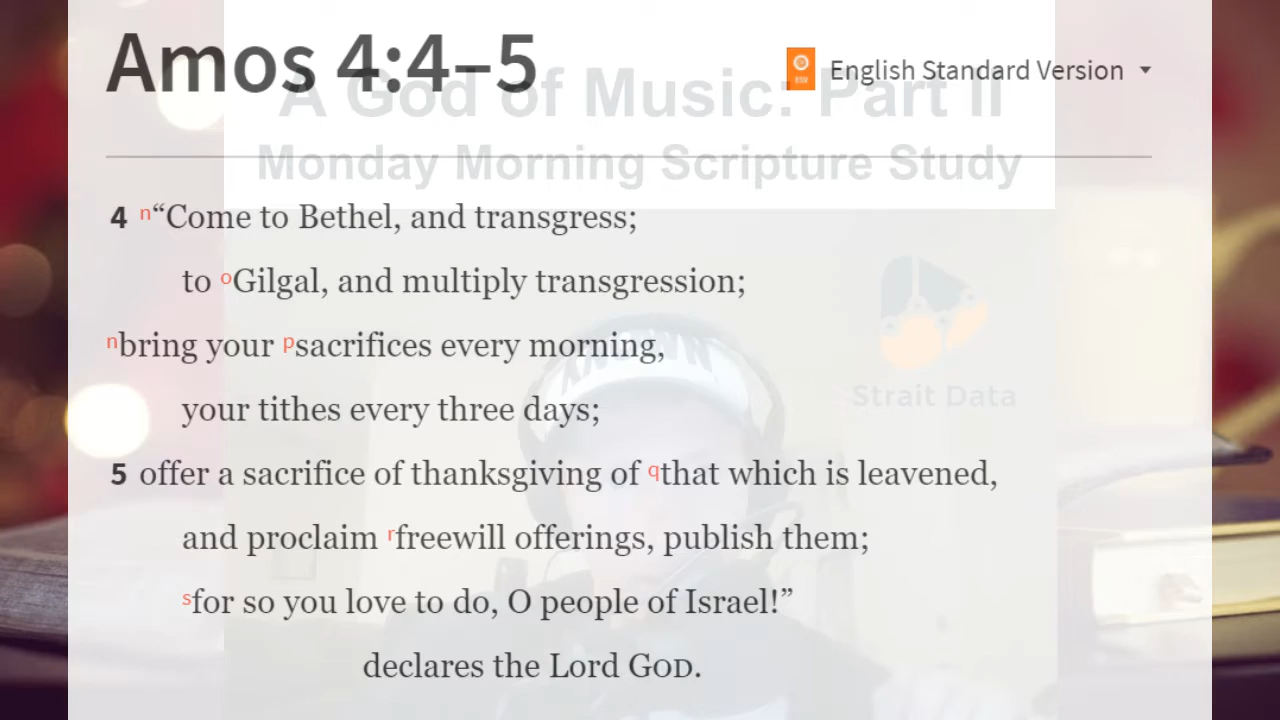 Amos 4:4–5
English Standard Version
A God of Music: Part II
Monday Morning Scripture Study
4 n“Come to Bethel, and transgress;
to oGilgal, and multiply transgression;
nbring your psacrifices every morning,
your tithes every three days;
Strait Data
5 offer a sacrifice of thanksgiving of qthat which is leavened,
and proclaim rfreewill offerings, publish them;
sfor so you love to do, O people of Israel!”
declares the Lord GOD.